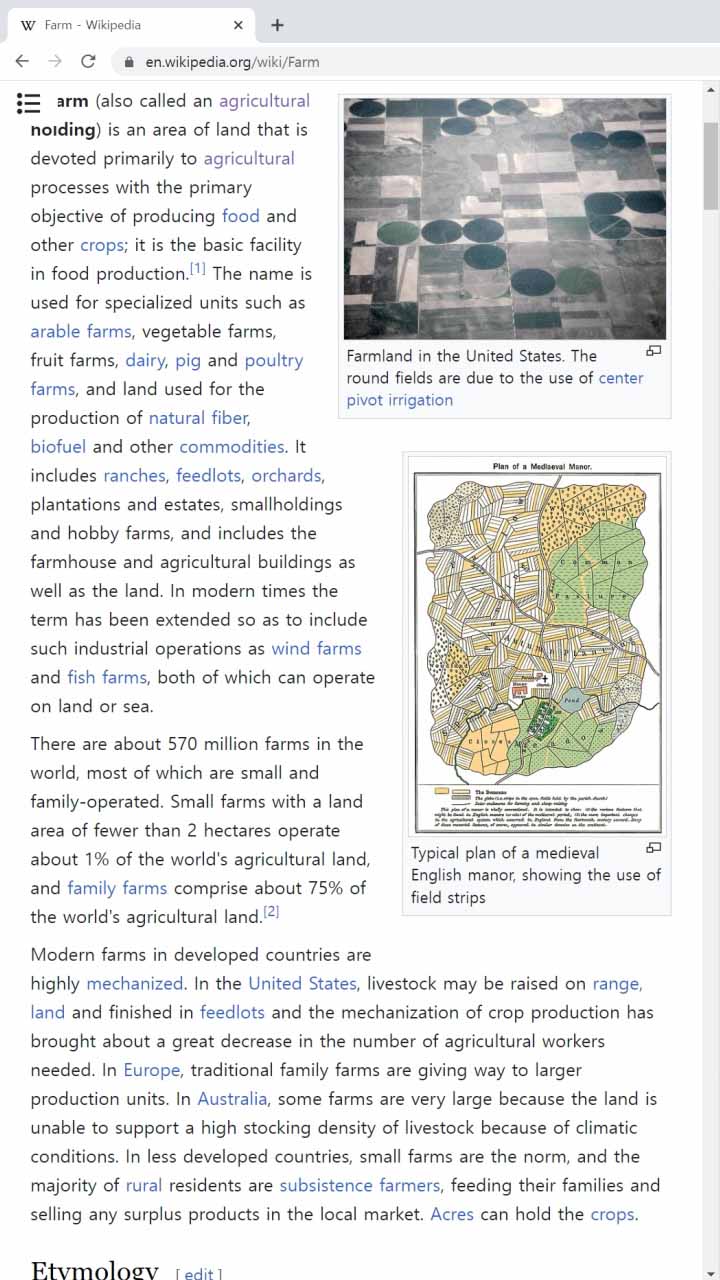 Farm - Wikipedia
en.wikipedia.org/wiki/Farm
arm (also called an agricultural
holding) is an area of land that is
devoted primarily to agricultural
processes with the primary
objective of producing food and
other crops; it is the basic facility
in food production.[1] The name is
used for specialized units such as
arable farms, vegetable farms,
fruit farms, dairy, pig and poultry
farms, and land used for the
production of natural fiber,
biofuel and other commodities. It
includes ranches, feedlots, orchards,
plantations and estates, smallholdings
and hobby farms, and includes the
farmhouse and agricultural buildings as
well as the land. In modern times the
term has been extended so as to include
such industrial operations as wind farms
and fish farms, both of which can operate
on land or sea.
Farmland in the United States. The
round fields are due to the use of center
pivot irrigation
Plan of a Mediaeval Manor.
Common
Pasture
Pond
Close
Meadow
The Demesne
Typical plan of a medieval
English manor, showing the use of
field strips
There are about 570 million farms in the
world, most of which are small and
family-operated. Small farms with a land
area of fewer than 2 hectares operate
about 1% of the world's agricultural land,
and family farms comprise about 75% of
the world's agricultural land.[2]
Modern farms in developed countries are
highly mechanized. In the United States, livestock may be raised on range,
land and finished in feedlots and the mechanization of crop production has
brought about a great decrease in the number of agricultural workers
needed. In Europe, traditional family farms are giving way to larger
production units. In Australia, some farms are very large because the land is
unable to support a high stocking density of livestock because of climatic
conditions. In less developed countries, small farms are the norm, and the
majority of rural residents are subsistence farmers, feeding their families and
selling any surplus products in the local market. Acres can hold the crops.
Etymology [ edit ]